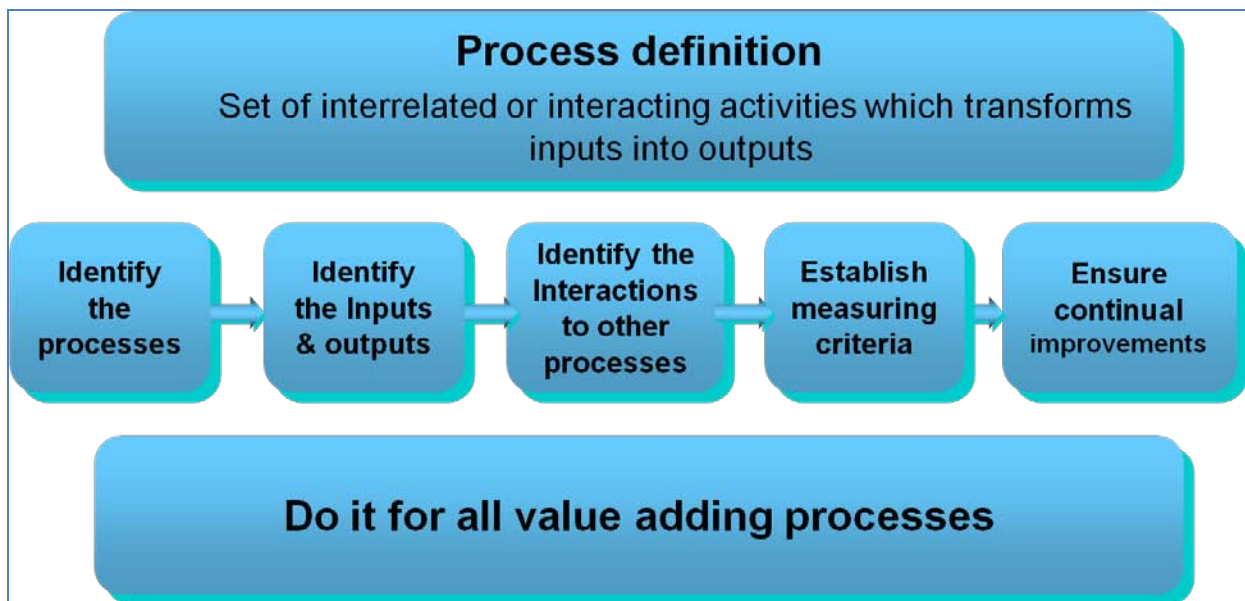 Process definition
Set of interrelated or interacting activities which transforms
inputs into outputs
Identify
the
processes
Identify
the Inputs
& outputs
Identify the
Interactions
to other
processes
Establish
measuring
criteria
Ensure
continual
improvements
Do it for all value adding processes